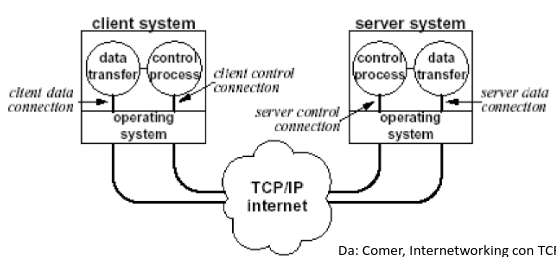 client system
server system
data
transfer
control
process
control
process
data
transfer
client data
connection
client control
connection
server control
connection
server data
connection
operating
system
operating
system
TCP/IP
internet
Da: Comer, Internetworking con TCP